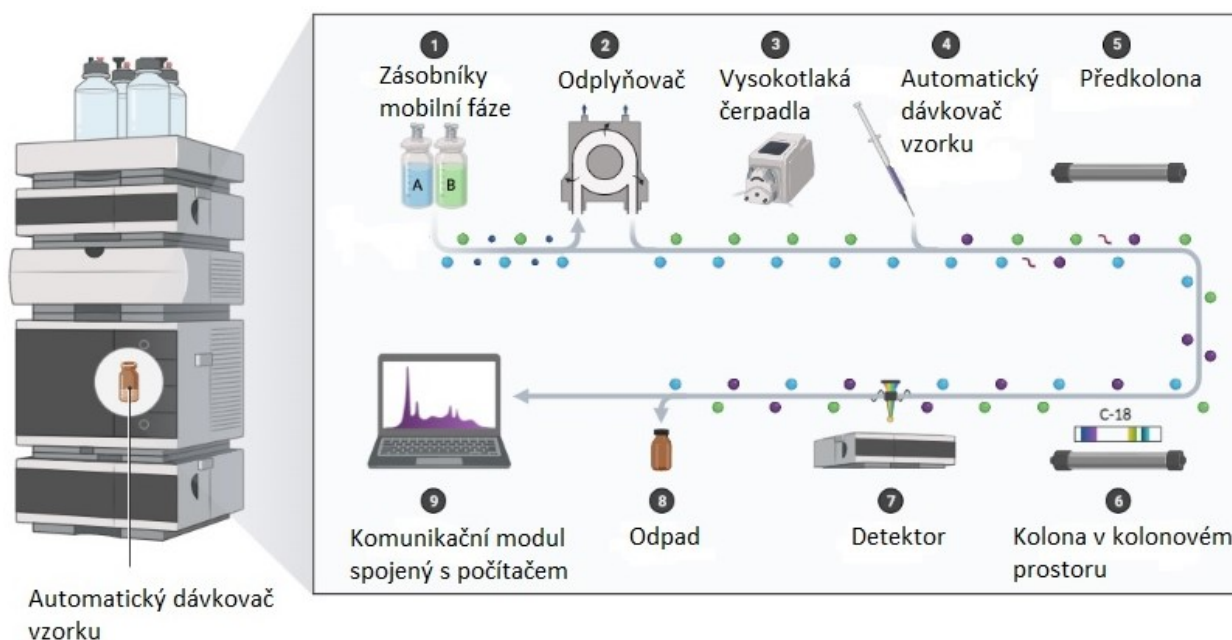 1
Zásobníky
mobilní fáze
A
B
2
Odplyňovač
3
Vysokotlaká
čerpadla
4
Automatický
dávkovač
vzorku
5
Předkolona
C-18
9
Komunikační modul
spojený s počítačem
8
Odpad
7
Detektor
6
Kolona v kolonovém
prostoru
Automatický dávkovač
vzorku